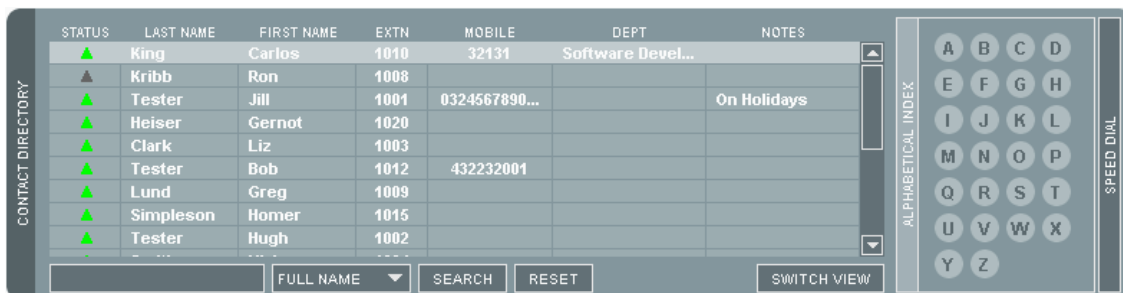 CONTACT DIRECTORY
STATUS LAST NAME FIRST NAME EXTN MOBILE DEPT NOTES
King Carlos 1010 32131 Software Devel...
Kribb Ron 1008
Tester Jill 1001 0324567890... On Holidays
Heiser Gernot 1020
Clark Liz 1003
Tester Bob 1012 432232001
Lund Greg 1009
Simpleson Homer 1015
Tester Hugh 1002
FULL NAME SEARCH RESET SWITCH VIEW
ALPHABETICAL INDEX
A B C D
E F G H
I J K L
M N O P
Q R S T
U V W X
Y Z
SPEED DIAL